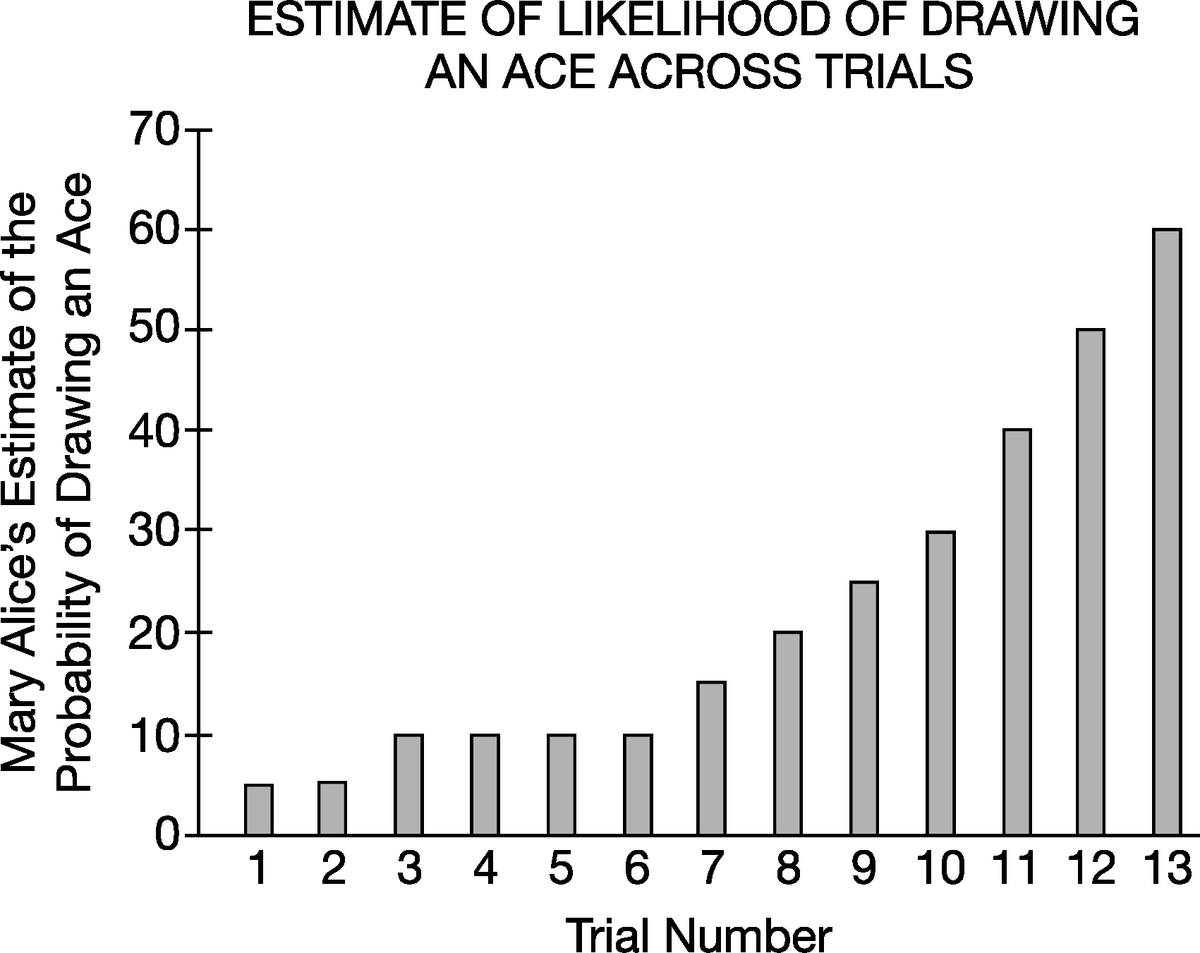 ESTIMATE OF LIKELIHOOD OF DRAWING
AN ACE ACROSS TRIALS
Mary Alice’s Estimate of the
Probability of Drawing an Ace
70
60
50
40
30
20
10
0
1 2 3 4 5 6 7 8 9 10 11 12 13
Trial Number